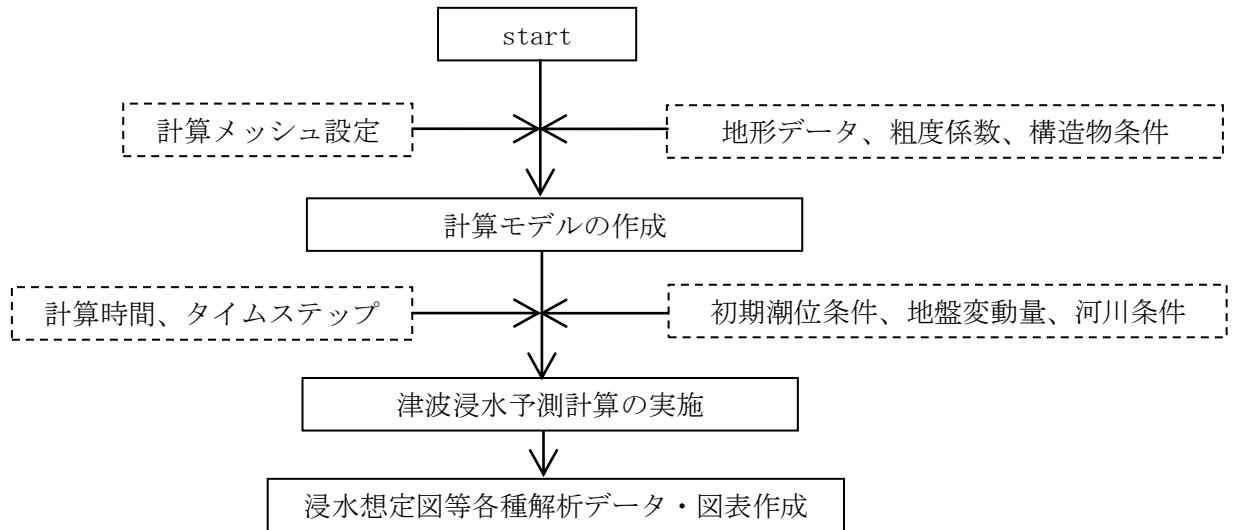 start
計算メッシュ設定
地形データ、粗度係数、構造物条件
計算モデルの作成
計算時間、タイムステップ
初期潮位条件、地盤変動量、河川条件
津波浸水予測計算の実施
浸水想定図等各種解析データ・図表作成